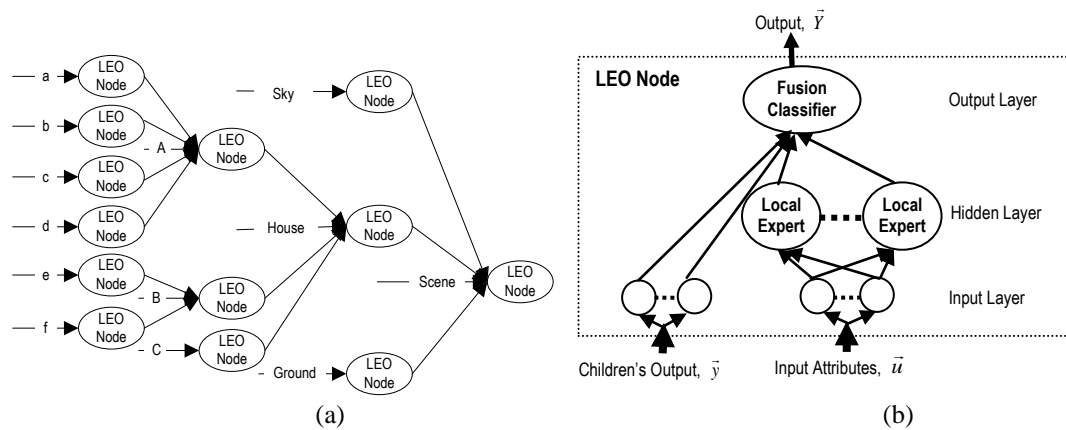 a
LEO
Node
b
LEO
Node
c
LEO
Node
d
LEO
Node
e
LEO
Node
f
LEO
Node
A
LEO
Node
B
LEO
Node
C
LEO
Node
Sky
LEO
Node
House
LEO
Node
Ground
LEO
Node
Scene
LEO
Node
(a)
Output, Y
LEO Node
Fusion
Classifier
Output Layer
Local
Expert
Local
Expert
Hidden Layer
Input Layer
Children's Output, y
Input Attributes, u
(b)